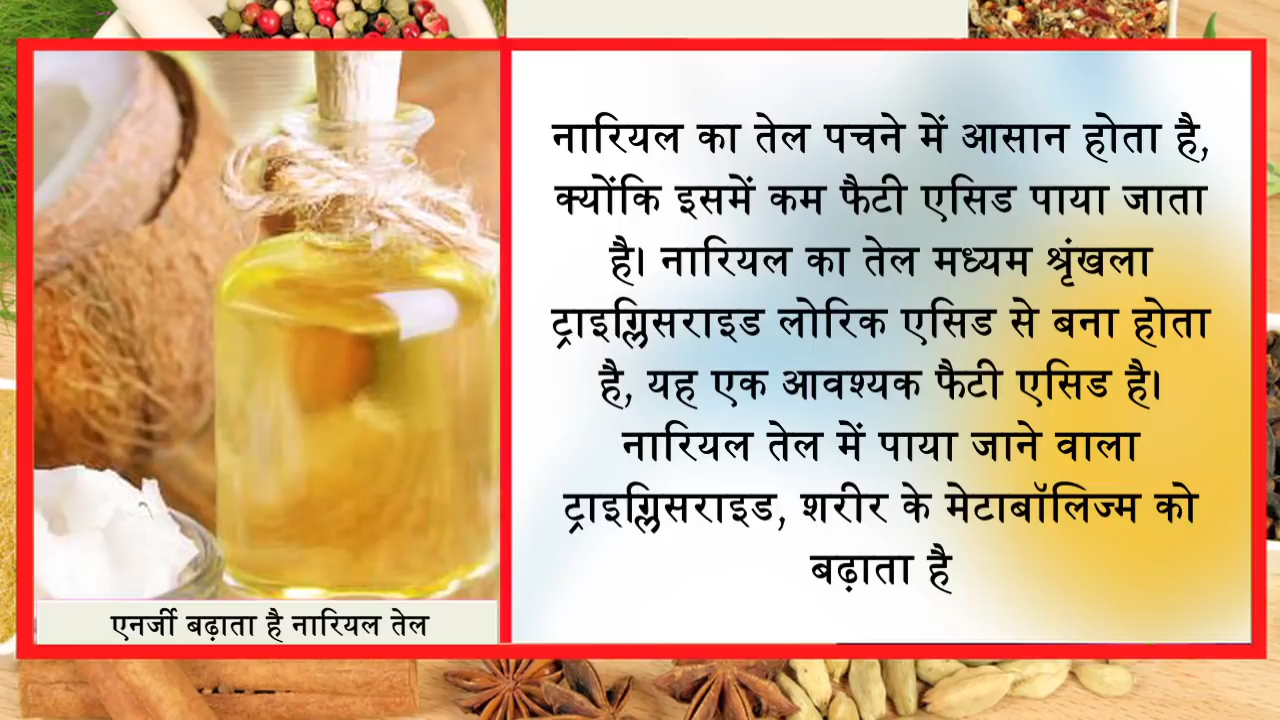 नारियल का तेल पचने में आसान होता है,
क्योंकि इसमें कम फैटी एसिड पाया जाता
है। नारियल का तेल मध्यम श्रृंखला
ट्राइग्लिसराइड लोरिक एसिड से बना होता
है, यह एक आवश्यक फैटी एसिड है।
नारियल तेल में पाया जाने वाला
ट्राइग्लिसराइड, शरीर के मेटाबॉलिज्म को
बढ़ाता है
एनर्जी बढ़ाता है नारियल तेल